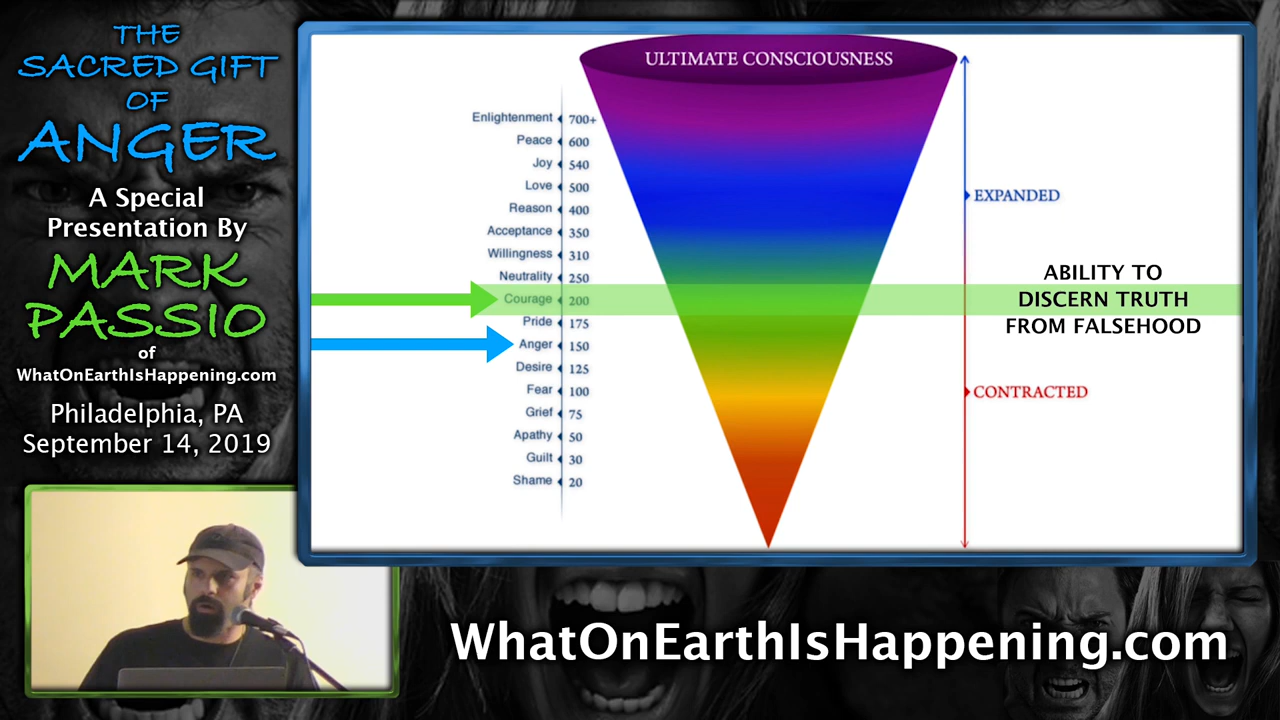 THE
SACRED GIFT
OF
ANGER
A Special
Presentation By
MARK
PASSIO
of
WhatOnEarthIsHappening.com
Philadelphia, PA
September 14, 2019
ULTIMATE CONSCIOUSNESS
Enlightenment 700+
Peace 600
Joy 540
Love 500
Reason 400
Acceptance 350
Willingness 310
Neutrality 250
Courage 200
Pride 175
Anger 150
Desire 125
Fear 100
Grief 75
Apathy 50
Guilt 30
Shame 20
EXPANDED
ABILITY TO
DISCERN TRUTH
FROM FALSEHOOD
CONTRACTED
WhatOnEarthIsHappening.com